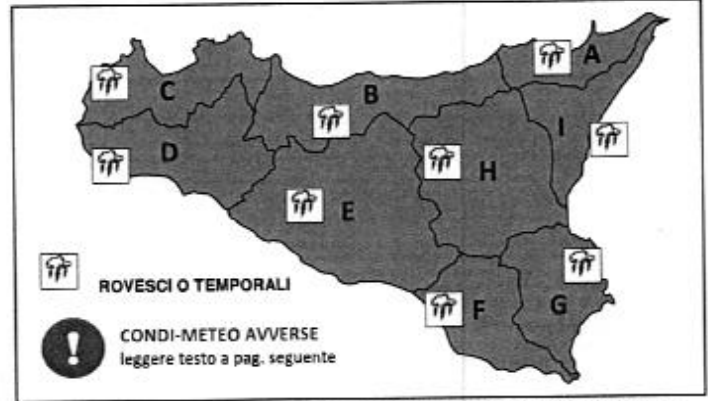 A
C
B
I
D
H
E
G
F
ROVESCI O TEMPORALI
CONDI-METEO AVVERSE
leggere testo a pag. seguente